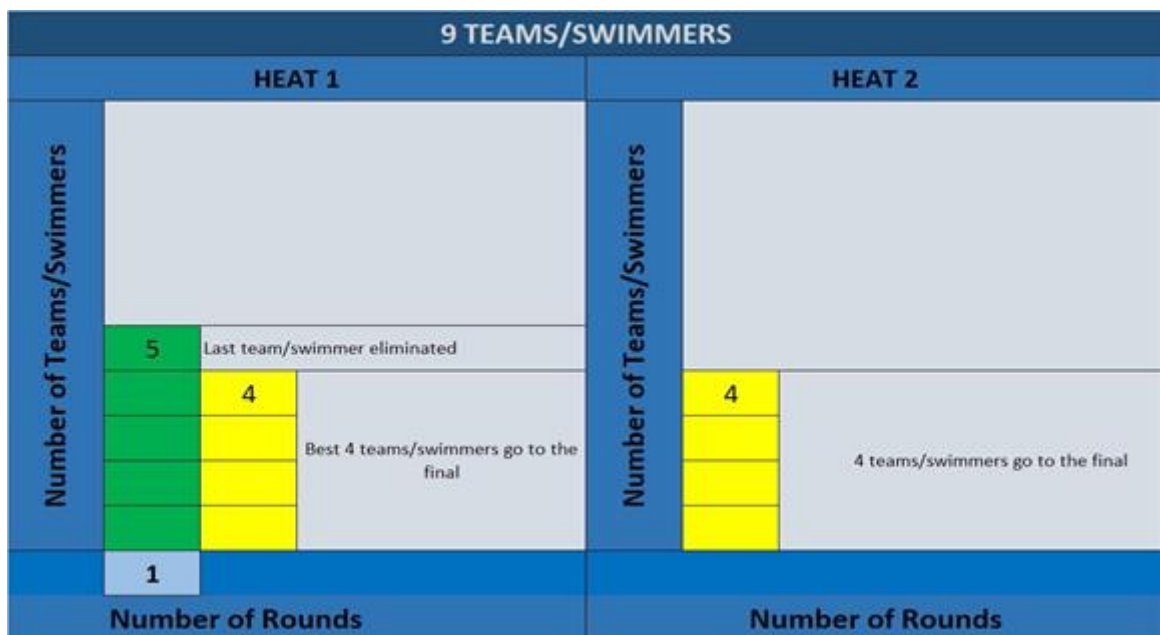 9 TEAMS/SWIMMERS
HEAT 1
HEAT 2
Number of Teams/Swimmers
5
Last team/swimmer eliminated
4
Best 4 teams/swimmers go to the
final
1
Number of Rounds
Number of Teams/Swimmers
4
4 teams/swimmers go to the final
Number of Rounds